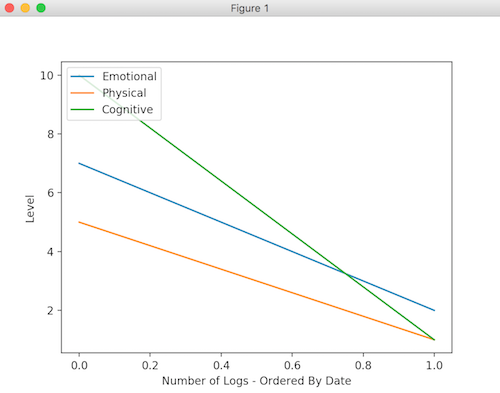 Figure 1
10
8
6
4
2
Level
Emotional
Physical
Cognitive
0.0 0.2 0.4 0.6 0.8 1.0
Number of Logs - Ordered By Date